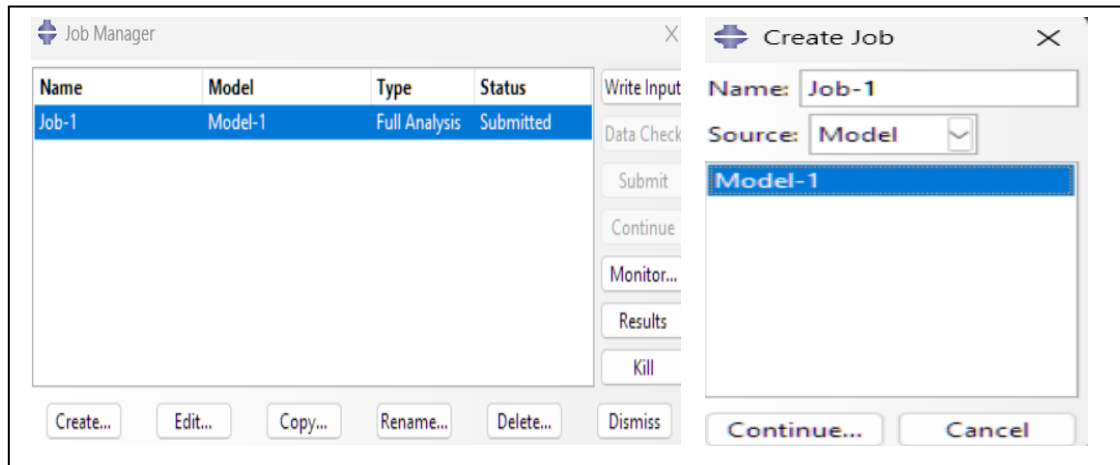 Job Manager
Name Model Type Status
Job-1 Model-1 Full Analysis Submitted
Write Input
Data Check
Submit
Continue
Monitor...
Results
Kill
Create... Edit... Copy... Rename... Delete... Dismiss
Create Job
Name: Job-1
Source: Model
Model-1
Continue... Cancel